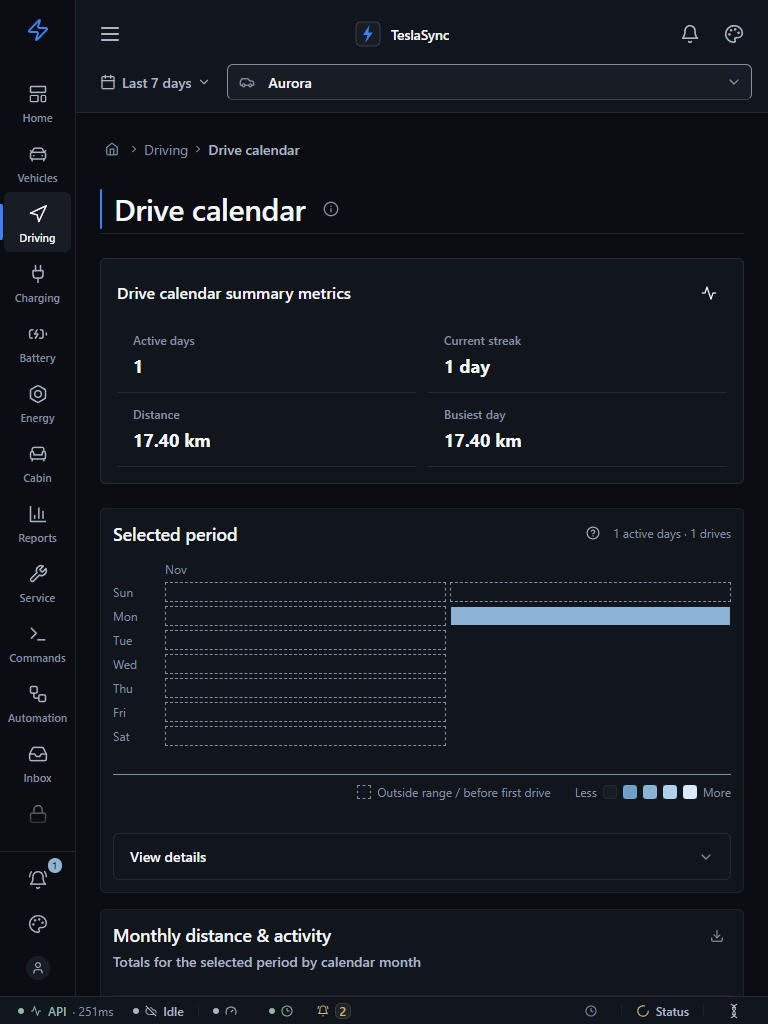 TeslaSync
Last 7 days
Aurora
Home
Vehicles
Driving
Charging
Battery
Energy
Cabin
Reports
Service
Commands
Automation
Inbox
1
Driving
Drive calendar
Drive calendar
Drive calendar summary metrics
Active days
1
Current streak
1 day
Distance
17.40 km
Busiest day
17.40 km
Selected period
1 active days · 1 drives
Nov
Sun
Mon
Tue
Wed
Thu
Fri
Sat
Outside range / before first drive
Less
More
View details
Monthly distance & activity
Totals for the selected period by calendar month
API · 251ms
Idle
2
Status